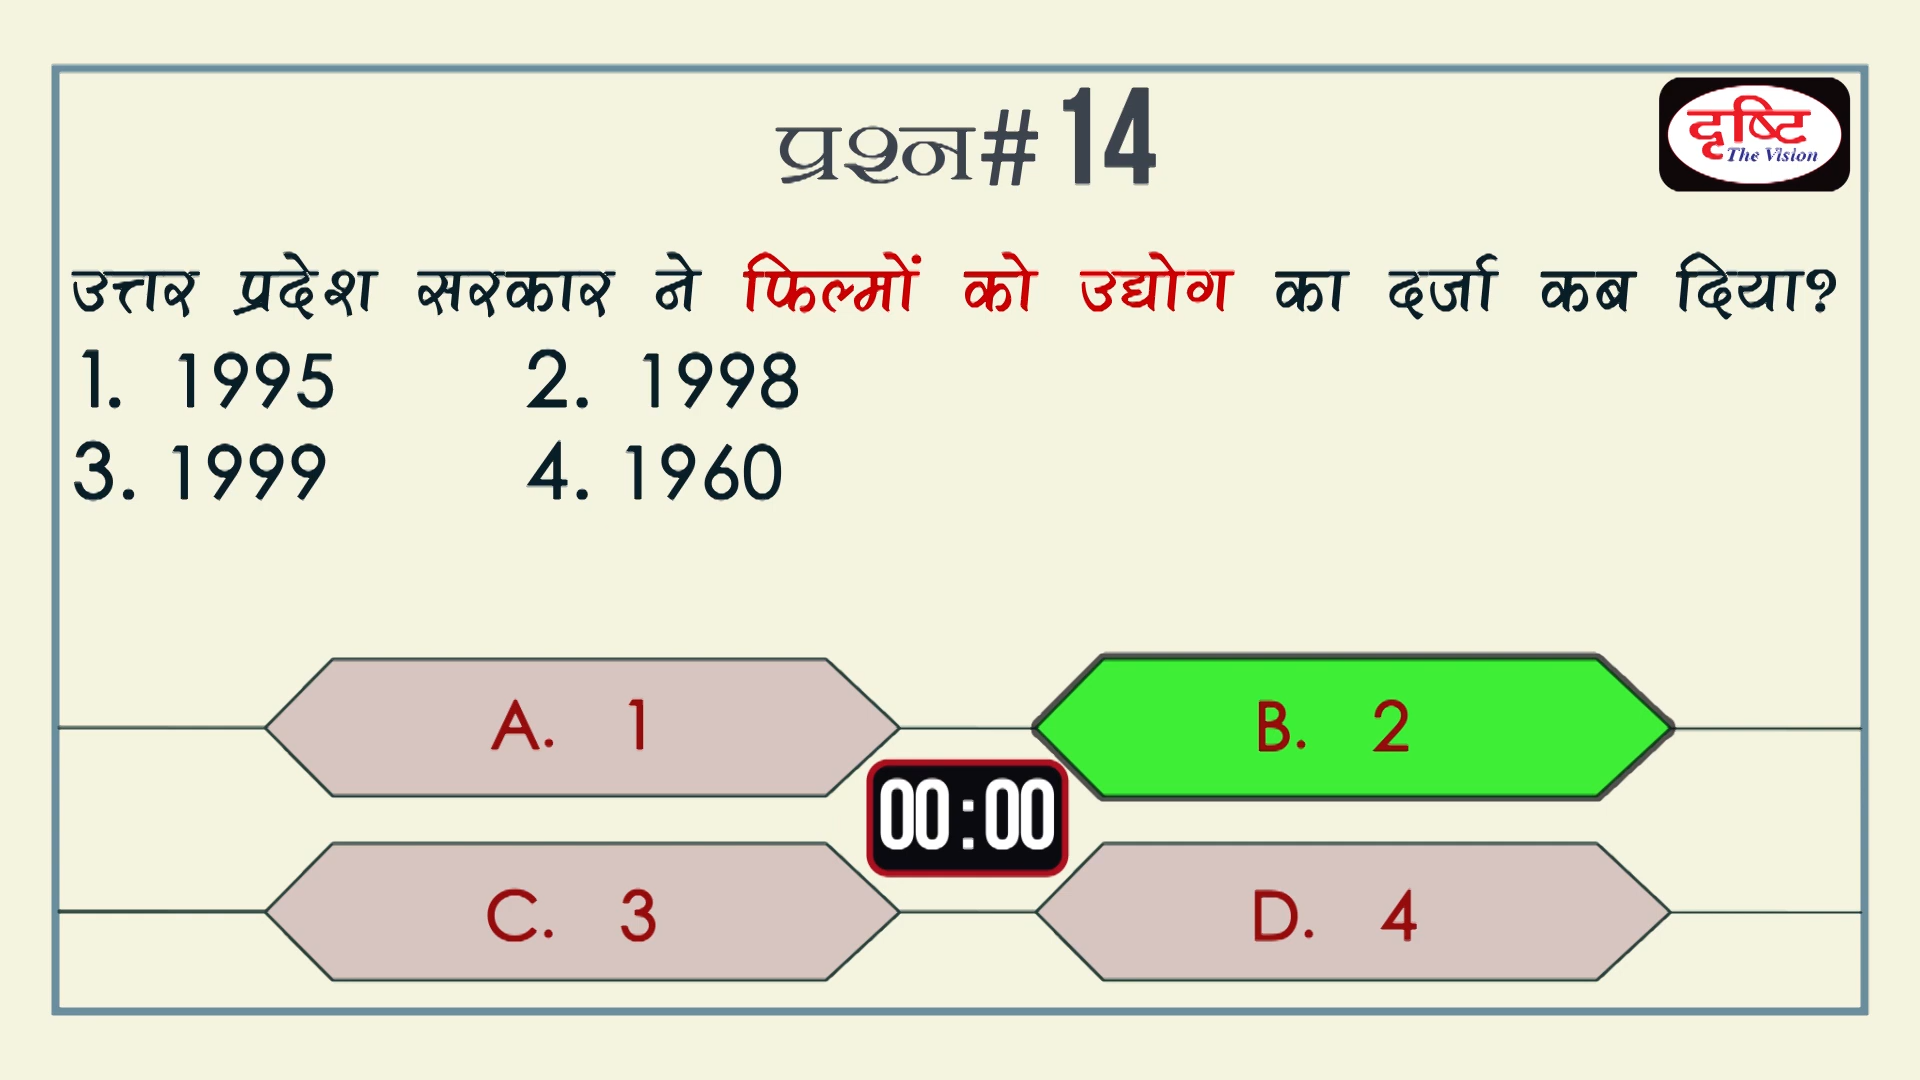 प्रश्न# 14
दृष्टि
The Vision
उत्तर प्रदेश सरकार ने फिल्मों को उद्योग का दर्जा कब दिया?
1. 1995 2. 1998
3. 1999 4. 1960
A. 1 B. 2
00:00
C. 3 D. 4